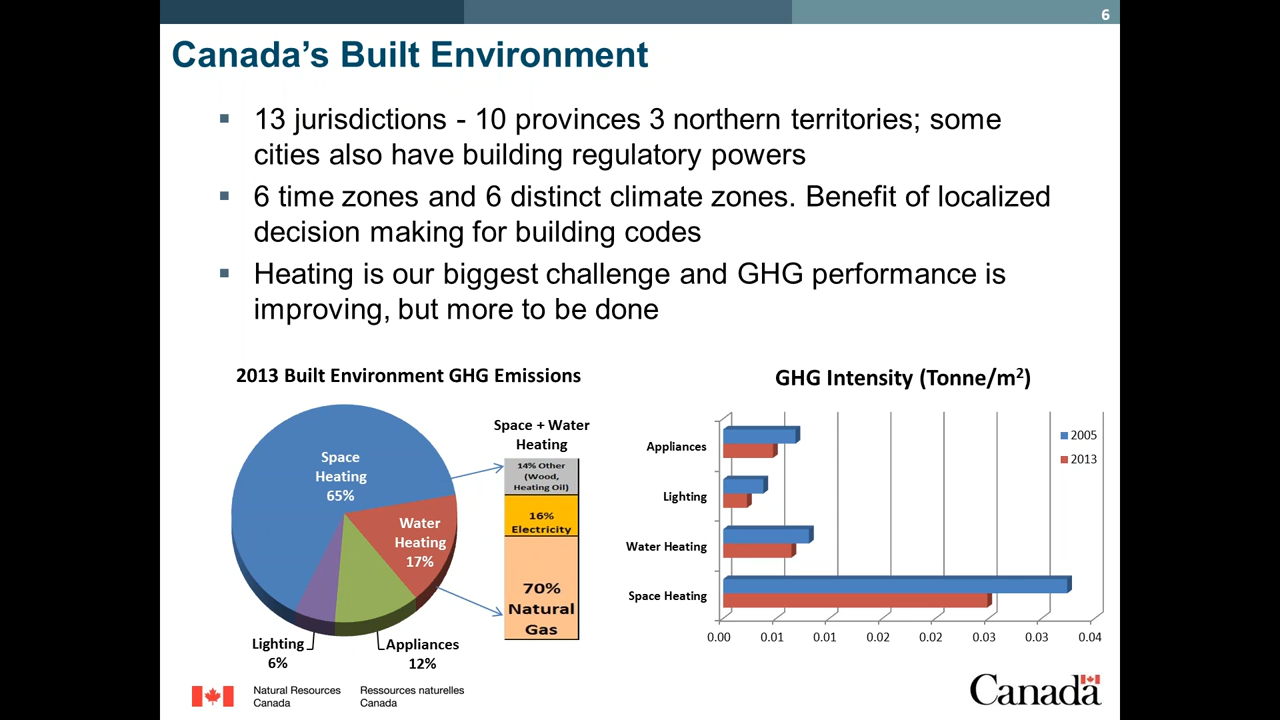 6
Canada’s Built Environment
13 jurisdictions - 10 provinces 3 northern territories; some
cities also have building regulatory powers
6 time zones and 6 distinct climate zones. Benefit of localized
decision making for building codes
Heating is our biggest challenge and GHG performance is
improving, but more to be done
2013 Built Environment GHG Emissions
Space
Heating
65%
Water
Heating
17%
Lighting
6%
Appliances
12%
Space + Water
Heating
14% Other
(Wood,
Heating Oil)
16%
Electricity
70%
Natural
Gas
GHG Intensity (Tonne/m²)
2005
2013
Appliances
Lighting
Water Heating
Space Heating
0.00 0.01 0.01 0.02 0.02 0.03 0.03 0.04
Natural Resources
Canada
Ressources naturelles
Canada
Canada